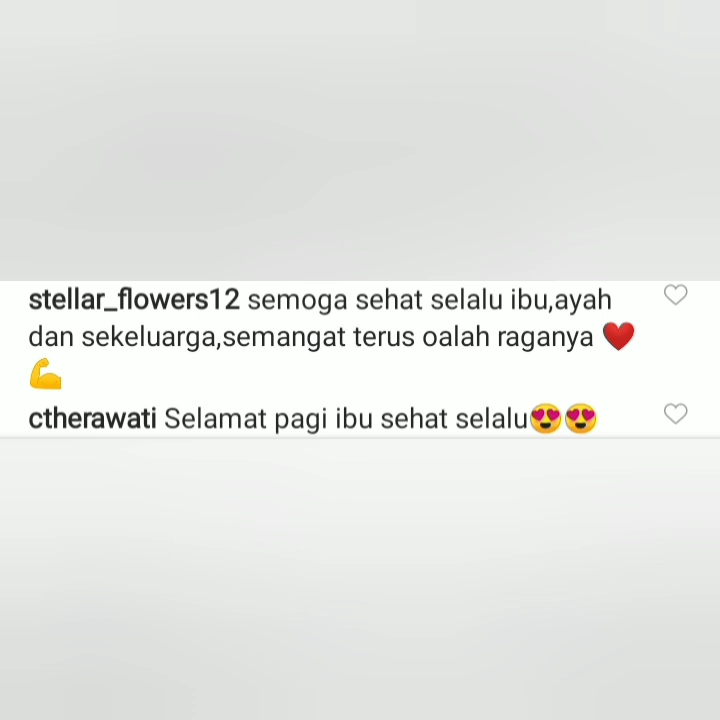 stellar_flowers12 semoga sehat selalu ibu,ayah
dan sekeluarga,semangat terus oalah raganya ❤️
💪
ctherawati Selamat pagi ibu sehat selalu😍😍